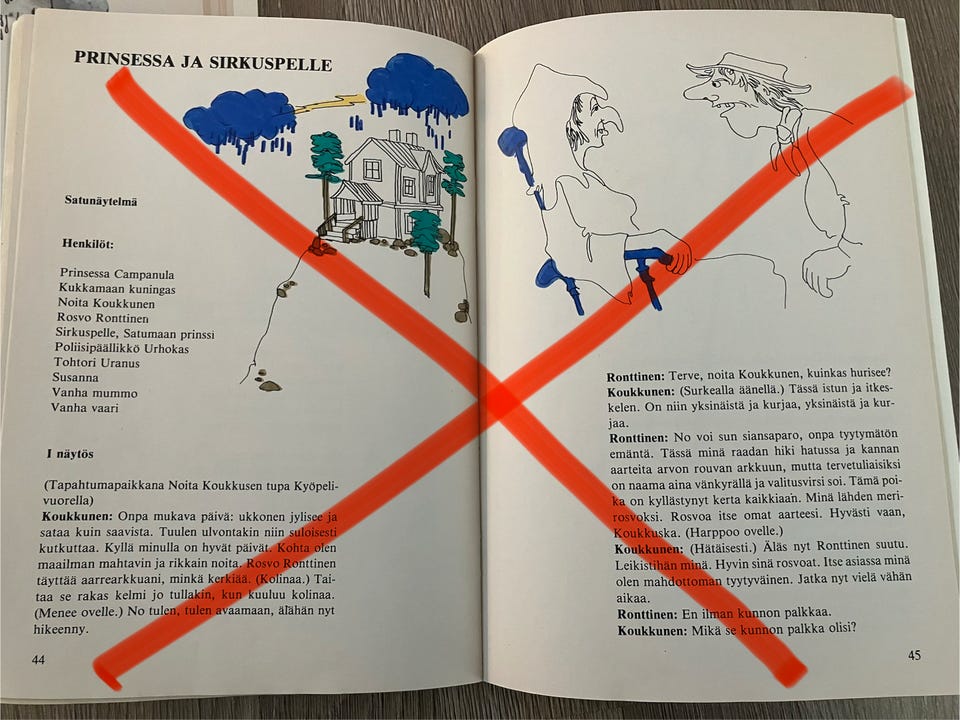 PRINSESSA JA SIRKUSPELLE
Satunäytelmä
Henkilöt:
Prinsessa Campanula
Kukkamaan kuningas
Noita Koukkunen
Rosvo Ronttinen
Sirkuspelle, Satumaan prinssi
Poliisipäällikkö Urhokas
Tohtori Uranus
Susanna
Vanha mummo
Vanha vaari
I näytös
(Tapahtumapaikkana Noita Koukkusen tupa Kyöpeli-
vuorella)
Koukkunen: Onpa mukava päivä: ukkonen jylisee ja
sataa kuin saavista. Tuulen ulvontakin niin suloisesti
kutkuttaa. Kyllä minulla on hyvät päivät. Kohta olen
maailman mahtavin ja rikkain noita. Rosvo Ronttinen
täyttää aarrearkkuani, minkä kerkiää. (Kolinaa.) Tai-
taa se rakas kelmi jo tullakin, kun kuuluu kolinaa.
(Menee ovelle.) No tulen, tulen avaamaan, älähän nyt
hikeenny.
44
Ronttinen: Terve, noita Koukkunen, kuinkas hurisee?
Koukkunen: (Surkealla äänellä.) Tässä istun ja itkes-
kelen. On niin yksinäistä ja kurjaa, yksinäistä ja kur-
jaa.
Ronttinen: No voi sun siansaparo, onpa tyytymätön
emäntä. Tässä minä raadan hiki hatussa ja kannan
aarteita arvon rouvan arkkuun, mutta tervetuliaisiksi
on naama aina vänkyrällä ja valitusvirsi soi. Tämä poi-
ka on kyllästynyt kerta kaikkiaan. Minä lähden meri-
rosvoksi. Rosvoa itse omat aarteesi. Hyvästi vaan,
Koukkuska. (Harppoo ovelle.)
Koukkunen: (Hätäisesti.) Äläs nyt Ronttinen suutu.
Leikistihän minä. Hyvin sinä rosvoat. Itse asiassa minä
olen mahdottoman tyytyväinen. Jatka nyt vielä vähän
aikaa.
Ronttinen: En ilman kunnon palkkaa.
Koukkunen: Mikä se kunnon palkka olisi?
45